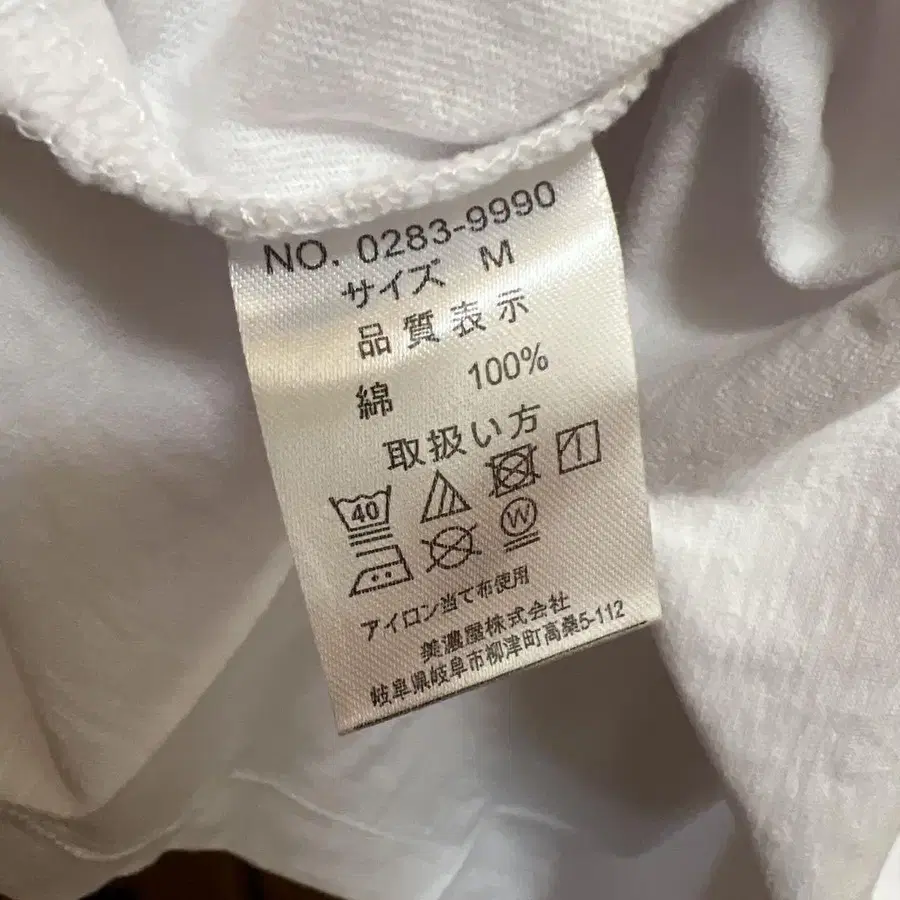 NO. 0283-9990
サイズ M
品質表示
綿 100%
取扱い方
40
W
アイロン当て布使用
美濃屋株式会社
岐阜県岐阜市柳津町高桑5-112